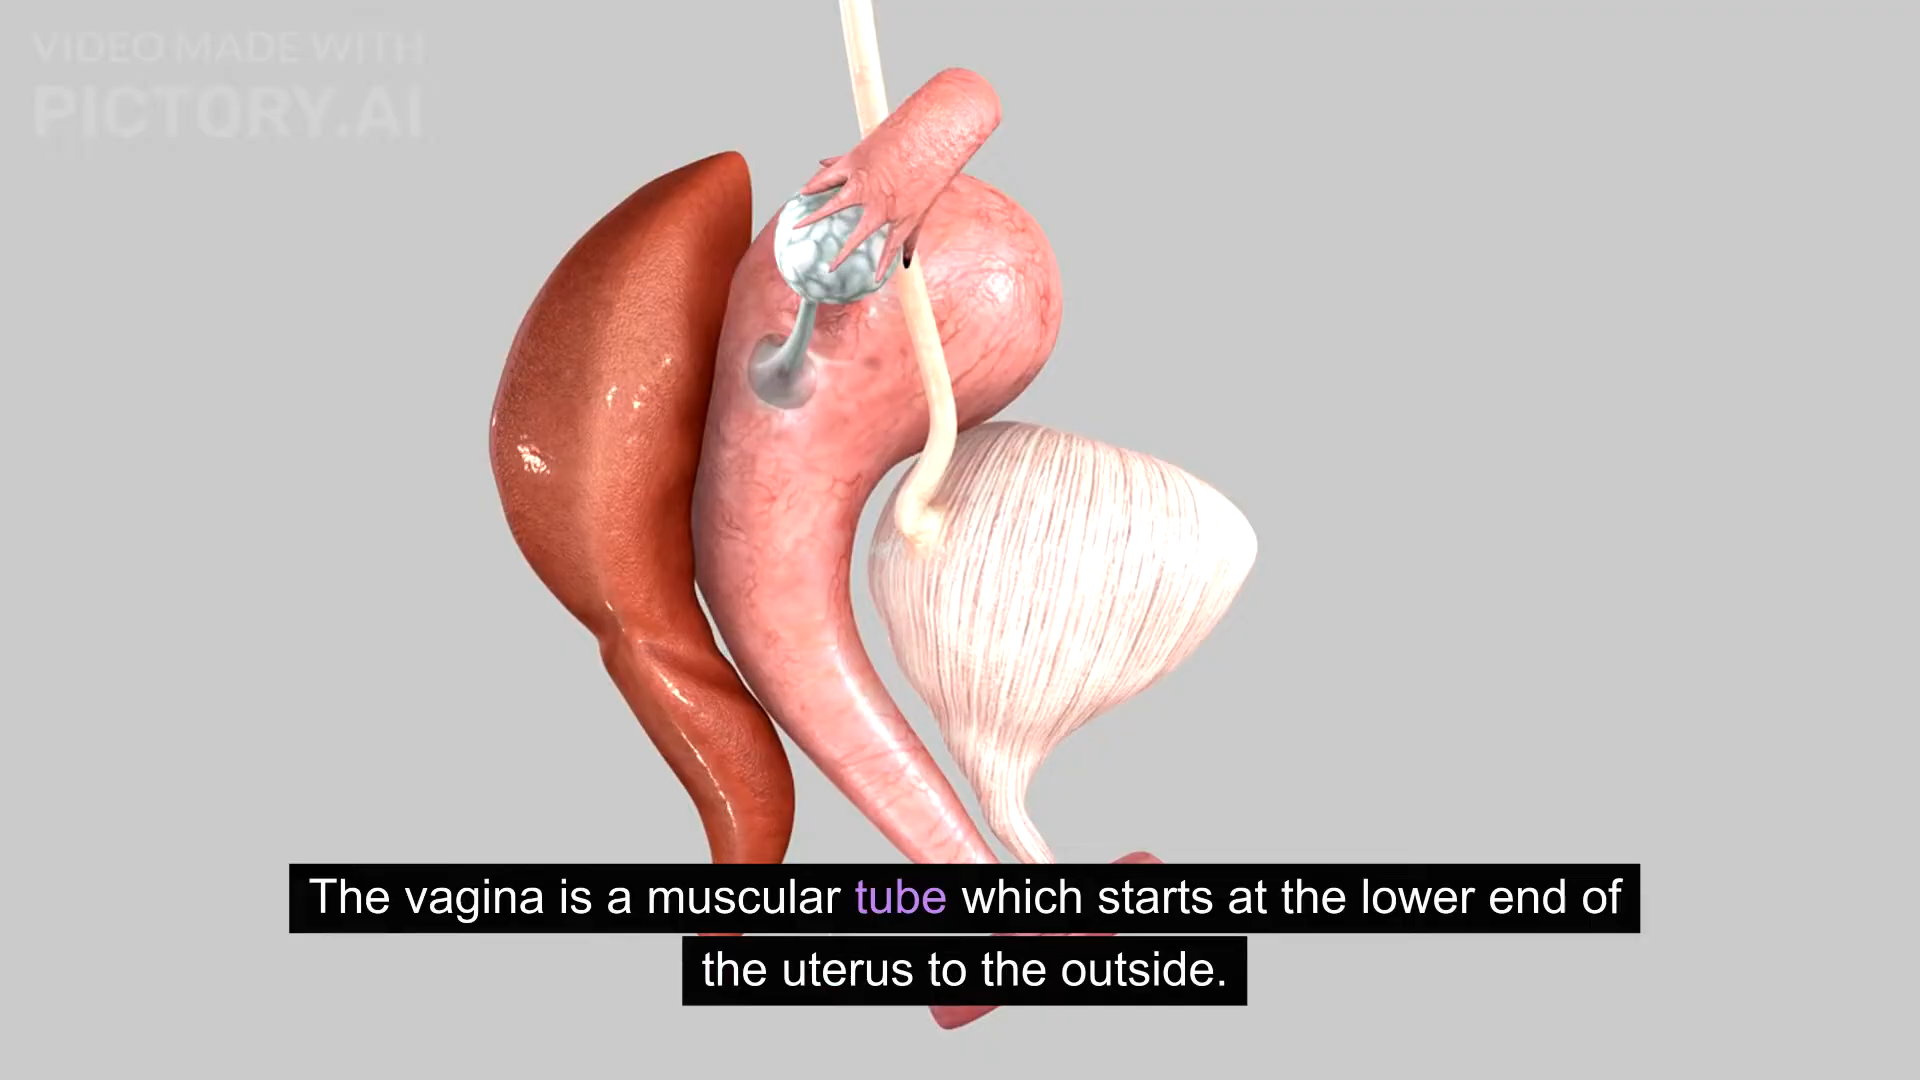 VIDEO MADE WITH
PICTORY.AI
The vagina is a muscular tube which starts at the lower end of
the uterus to the outside.